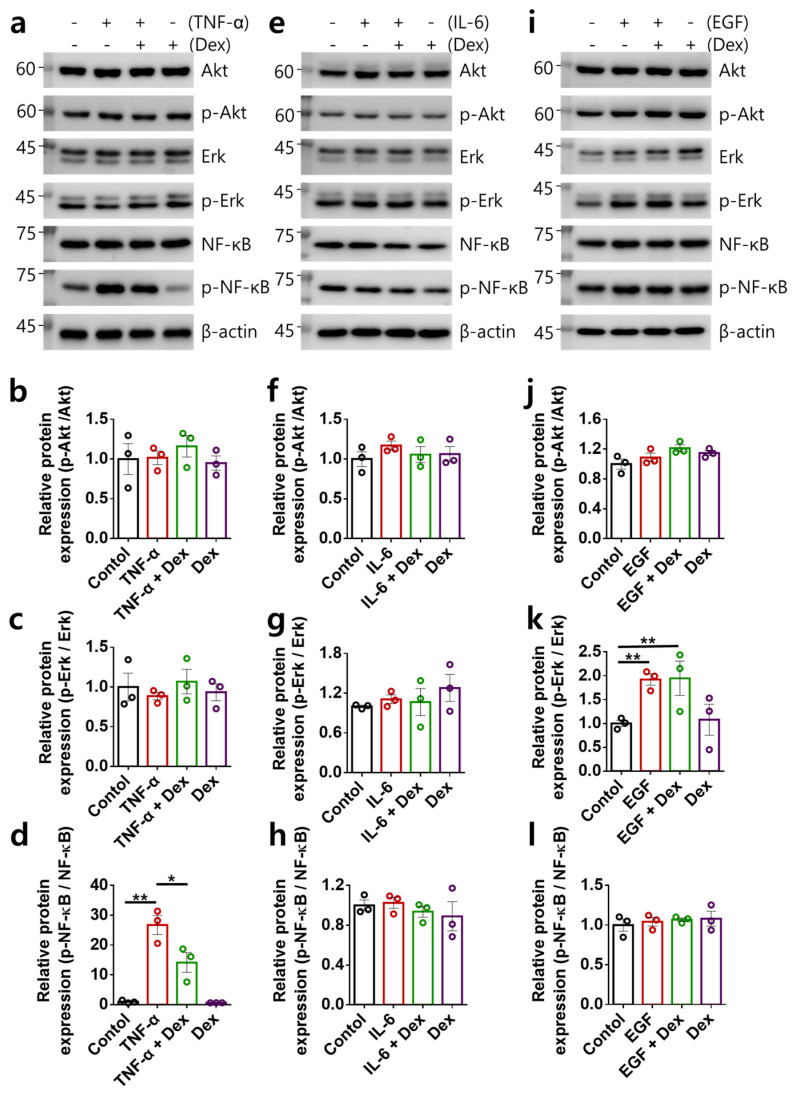 a
- + + - (TNF-α)
- - + + (Dex)
60 Akt
60 p-Akt
45 Erk
45 p-Erk
75 NF-κB
75 p-NF-κB
45 β-actin
e
- + + - (IL-6)
- - + + (Dex)
60 Akt
60 p-Akt
45 Erk
45 p-Erk
75 NF-κB
75 p-NF-κB
45 β-actin
i
- + + - (EGF)
- - + + (Dex)
60 Akt
60 p-Akt
45 Erk
45 p-Erk
75 NF-κB
75 p-NF-κB
45 β-actin
b
Relative protein
expression (p-Akt /Akt)
1.5
1.0
0.5
0.0
Contol
TNF-α
TNF-α + Dex
Dex
f
Relative protein
expression (p-Akt /Akt)
1.5
1.0
0.5
0.0
Contol
IL-6
IL-6 + Dex
Dex
j
Relative protein
expression (p-Akt/Akt)
1.6
1.2
0.8
0.4
0.0
Contol
EGF
EGF + Dex
Dex
c
Relative protein
expression (p-Erk / Erk)
1.5
1.0
0.5
0.0
Contol
TNF-α
TNF-α + Dex
Dex
g
Relative protein
expression (p-Erk / Erk)
1.8
1.2
0.6
0.0
Contol
IL-6
IL-6 + Dex
Dex
k
Relative protein
expression (p-Erk / Erk)
2.5
2.0
1.5
1.0
0.5
0.0
**
**
Contol
EGF
EGF + Dex
Dex
d
Relative protein
expression (p-NF-κB / NF-κB)
40
30
20
10
0
** *
Contol
TNF-α
TNF-α + Dex
Dex
h
Relative protein
expression (p-NF-κB / NF-κB)
1.2
0.8
0.4
0.0
Contol
IL-6
IL-6 + Dex
Dex
l
Relative protein
expression (p-NF-κB / NF-κB)
1.5
1.0
0.5
0.0
Contol
EGF
EGF + Dex
Dex